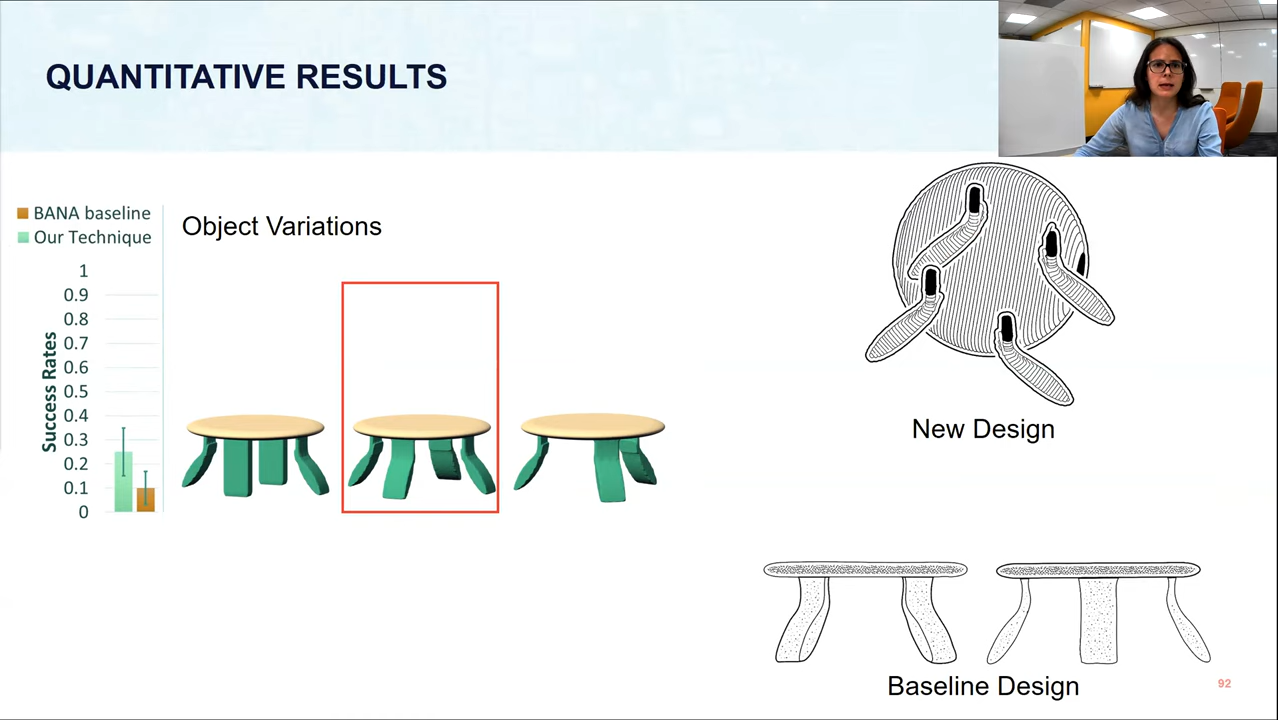 QUANTITATIVE RESULTS
BANA baseline
Our Technique
Object Variations
1
0.9
0.8
0.7
0.6
0.5
0.4
0.3
0.2
0.1
0
Success Rates
New Design
Baseline Design
92